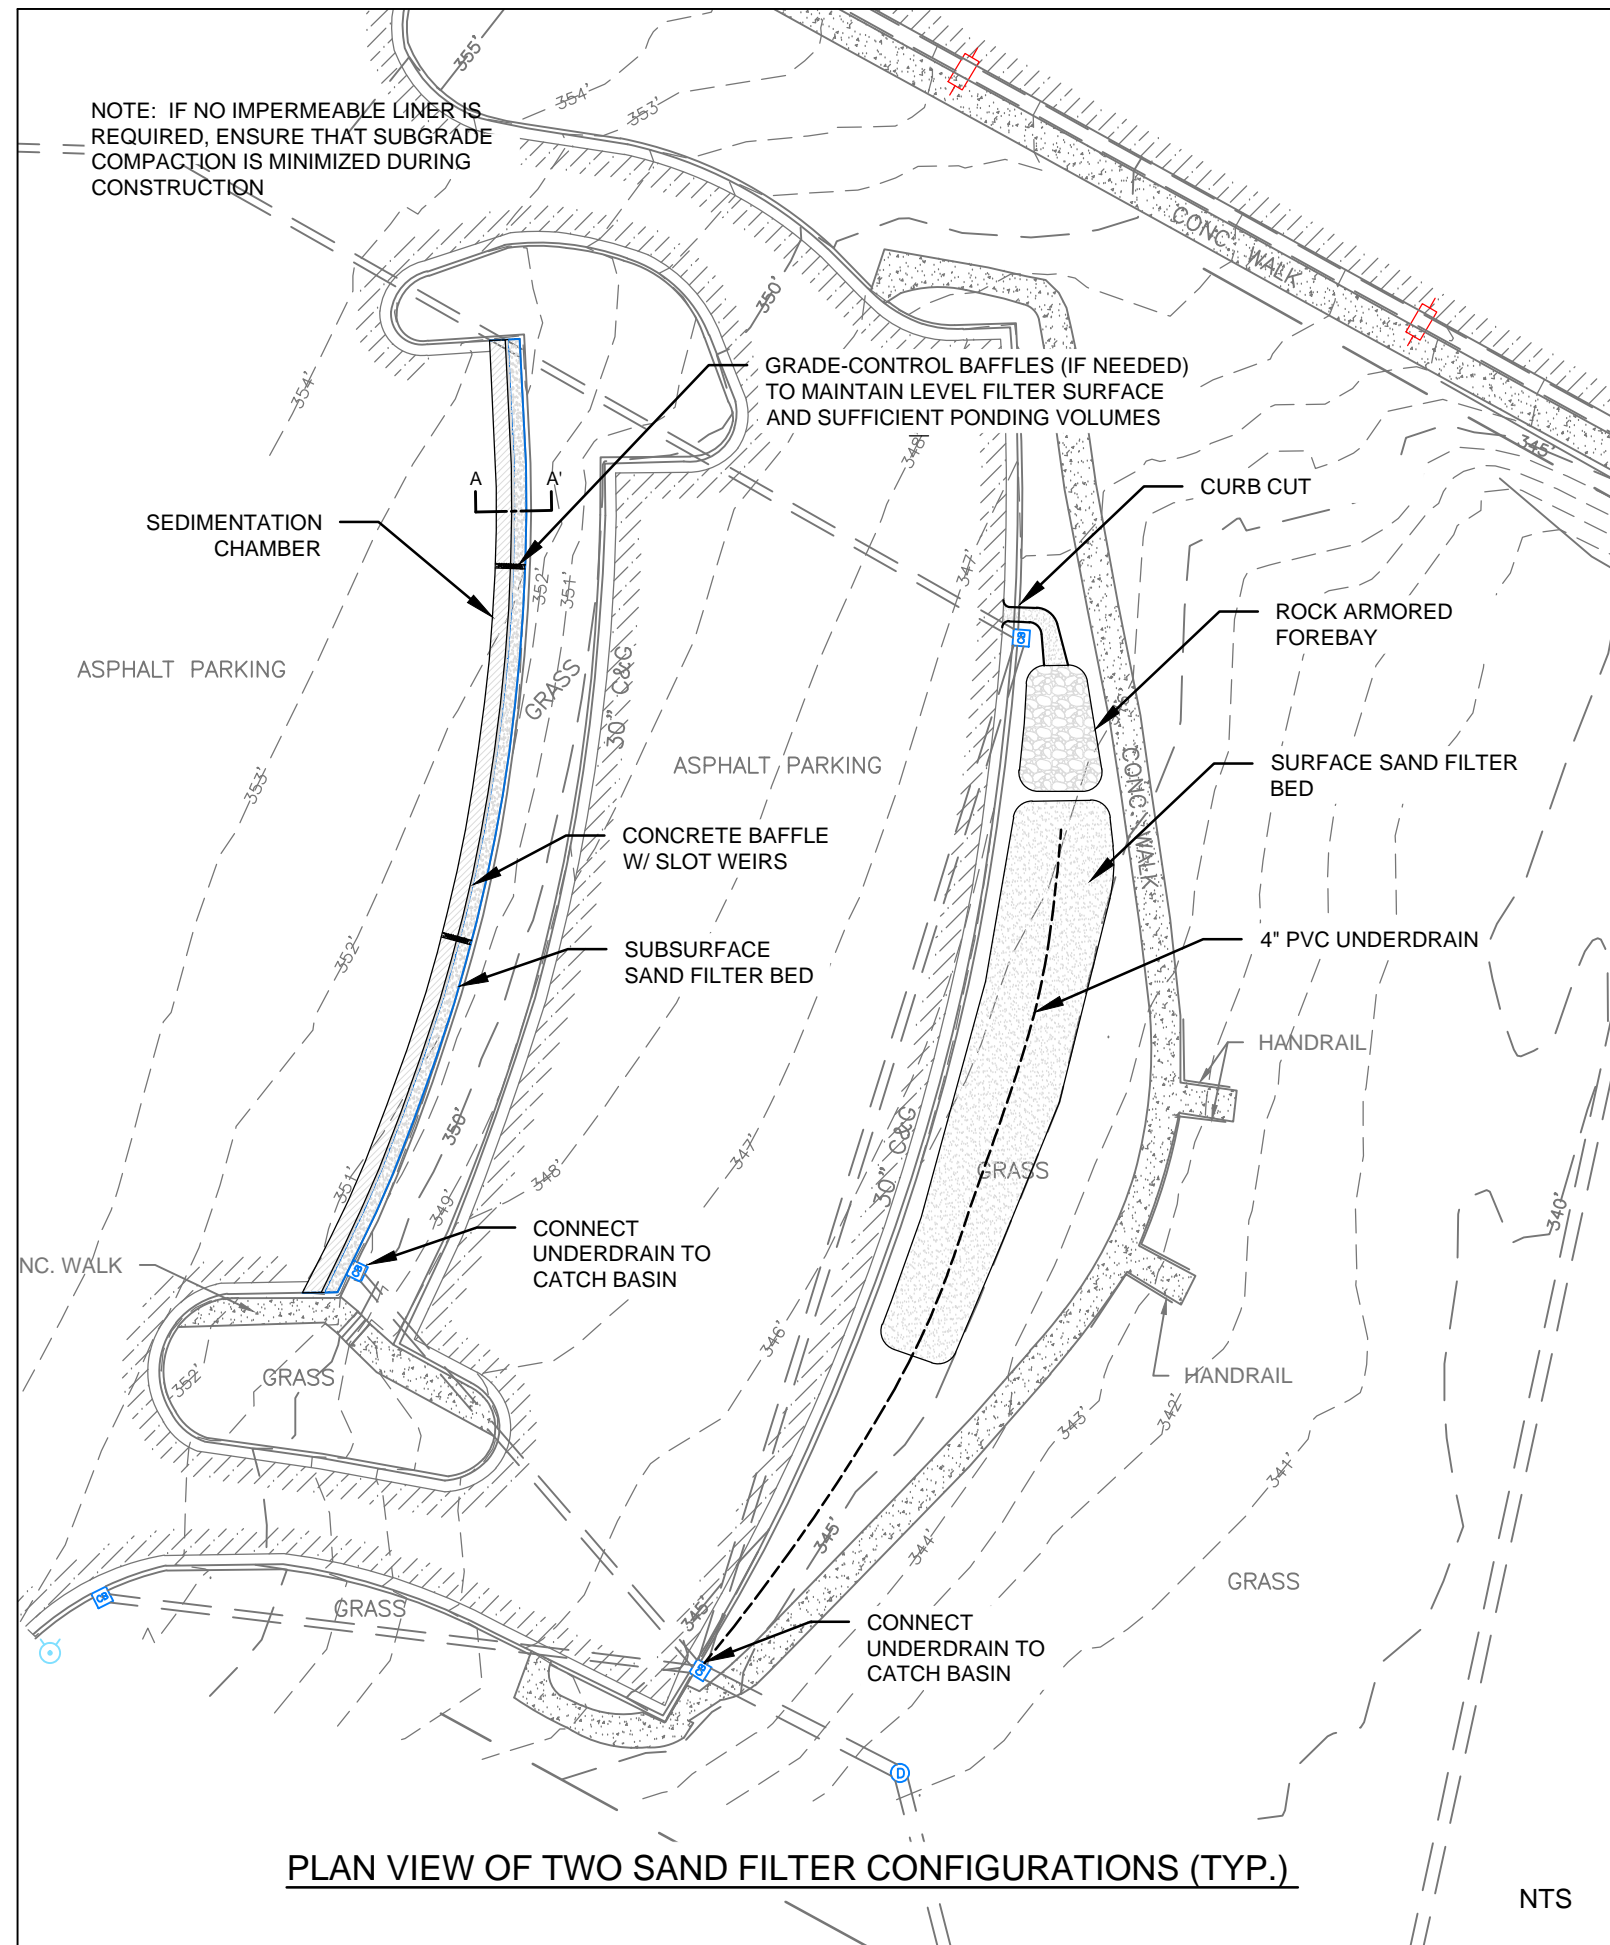 355'
354'
353'
NOTE: IF NO IMPERMEABLE LINER IS
REQUIRED, ENSURE THAT SUBGRADE
COMPACTION IS MINIMIZED DURING
CONSTRUCTION
CONC. WALK
350'
354'
GRADE-CONTROL BAFFLES (IF NEEDED)
TO MAINTAIN LEVEL FILTER SURFACE
AND SUFFICIENT PONDING VOLUMES
348'
345'
A
A'
CURB CUT
SEDIMENTATION
CHAMBER
352'
351'
347'
CB
ROCK ARMORED
FOREBAY
ASPHALT PARKING
GRASS
30" C&G
353'
ASPHALT PARKING
CONC. WALK
SURFACE SAND FILTER
BED
CONCRETE BAFFLE
W/ SLOT WEIRS
352'
SUBSURFACE
SAND FILTER BED
4" PVC UNDERDRAIN
HANDRAIL
350'
347'
30" C&G
GRASS
351'
348'
349'
340'
CONNECT
UNDERDRAIN TO
CATCH BASIN
NC. WALK
CB
346'
352'
GRASS
HANDRAIL
343'
342'
341'
345'
344'
GRASS
CB
GRASS
345'
CONNECT
UNDERDRAIN TO
CATCH BASIN
CB
D
PLAN VIEW OF TWO SAND FILTER CONFIGURATIONS (TYP.)
NTS